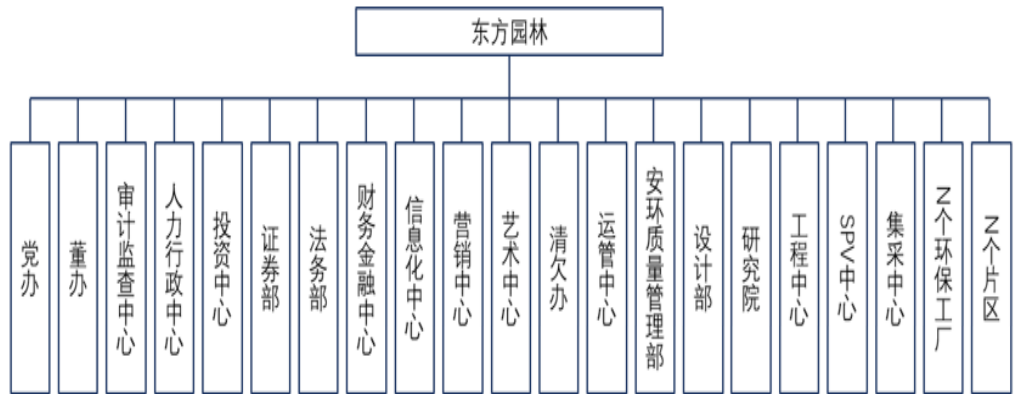 东方园林
党办
董办
审计监查中心
人力行政中心
投资中心
证券部
法务部
财务金融中心
信息化中心
营销中心
艺术中心
清欠办
运管中心
安环质量管理部
设计部
研究院
工程中心
SPV中心
集采中心
N个环保工厂
N个片区